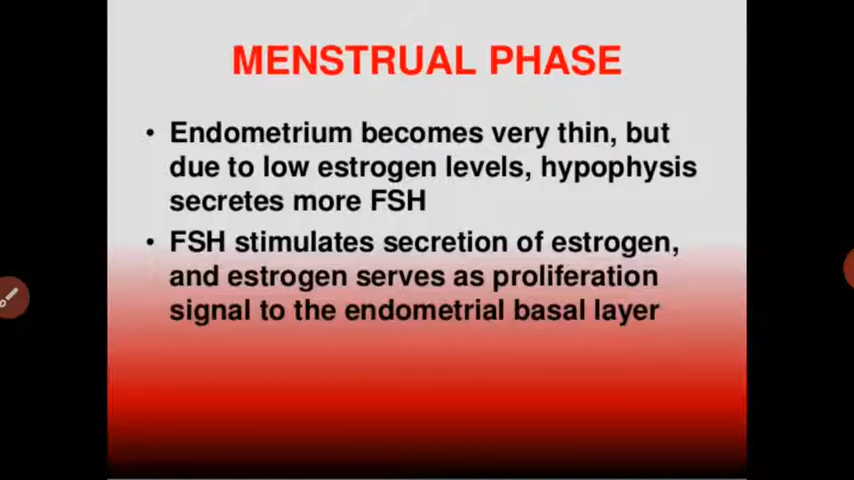 MENSTRUAL PHASE
• Endometrium becomes very thin, but
due to low estrogen levels, hypophysis
secretes more FSH
• FSH stimulates secretion of estrogen,
and estrogen serves as proliferation
signal to the endometrial basal layer